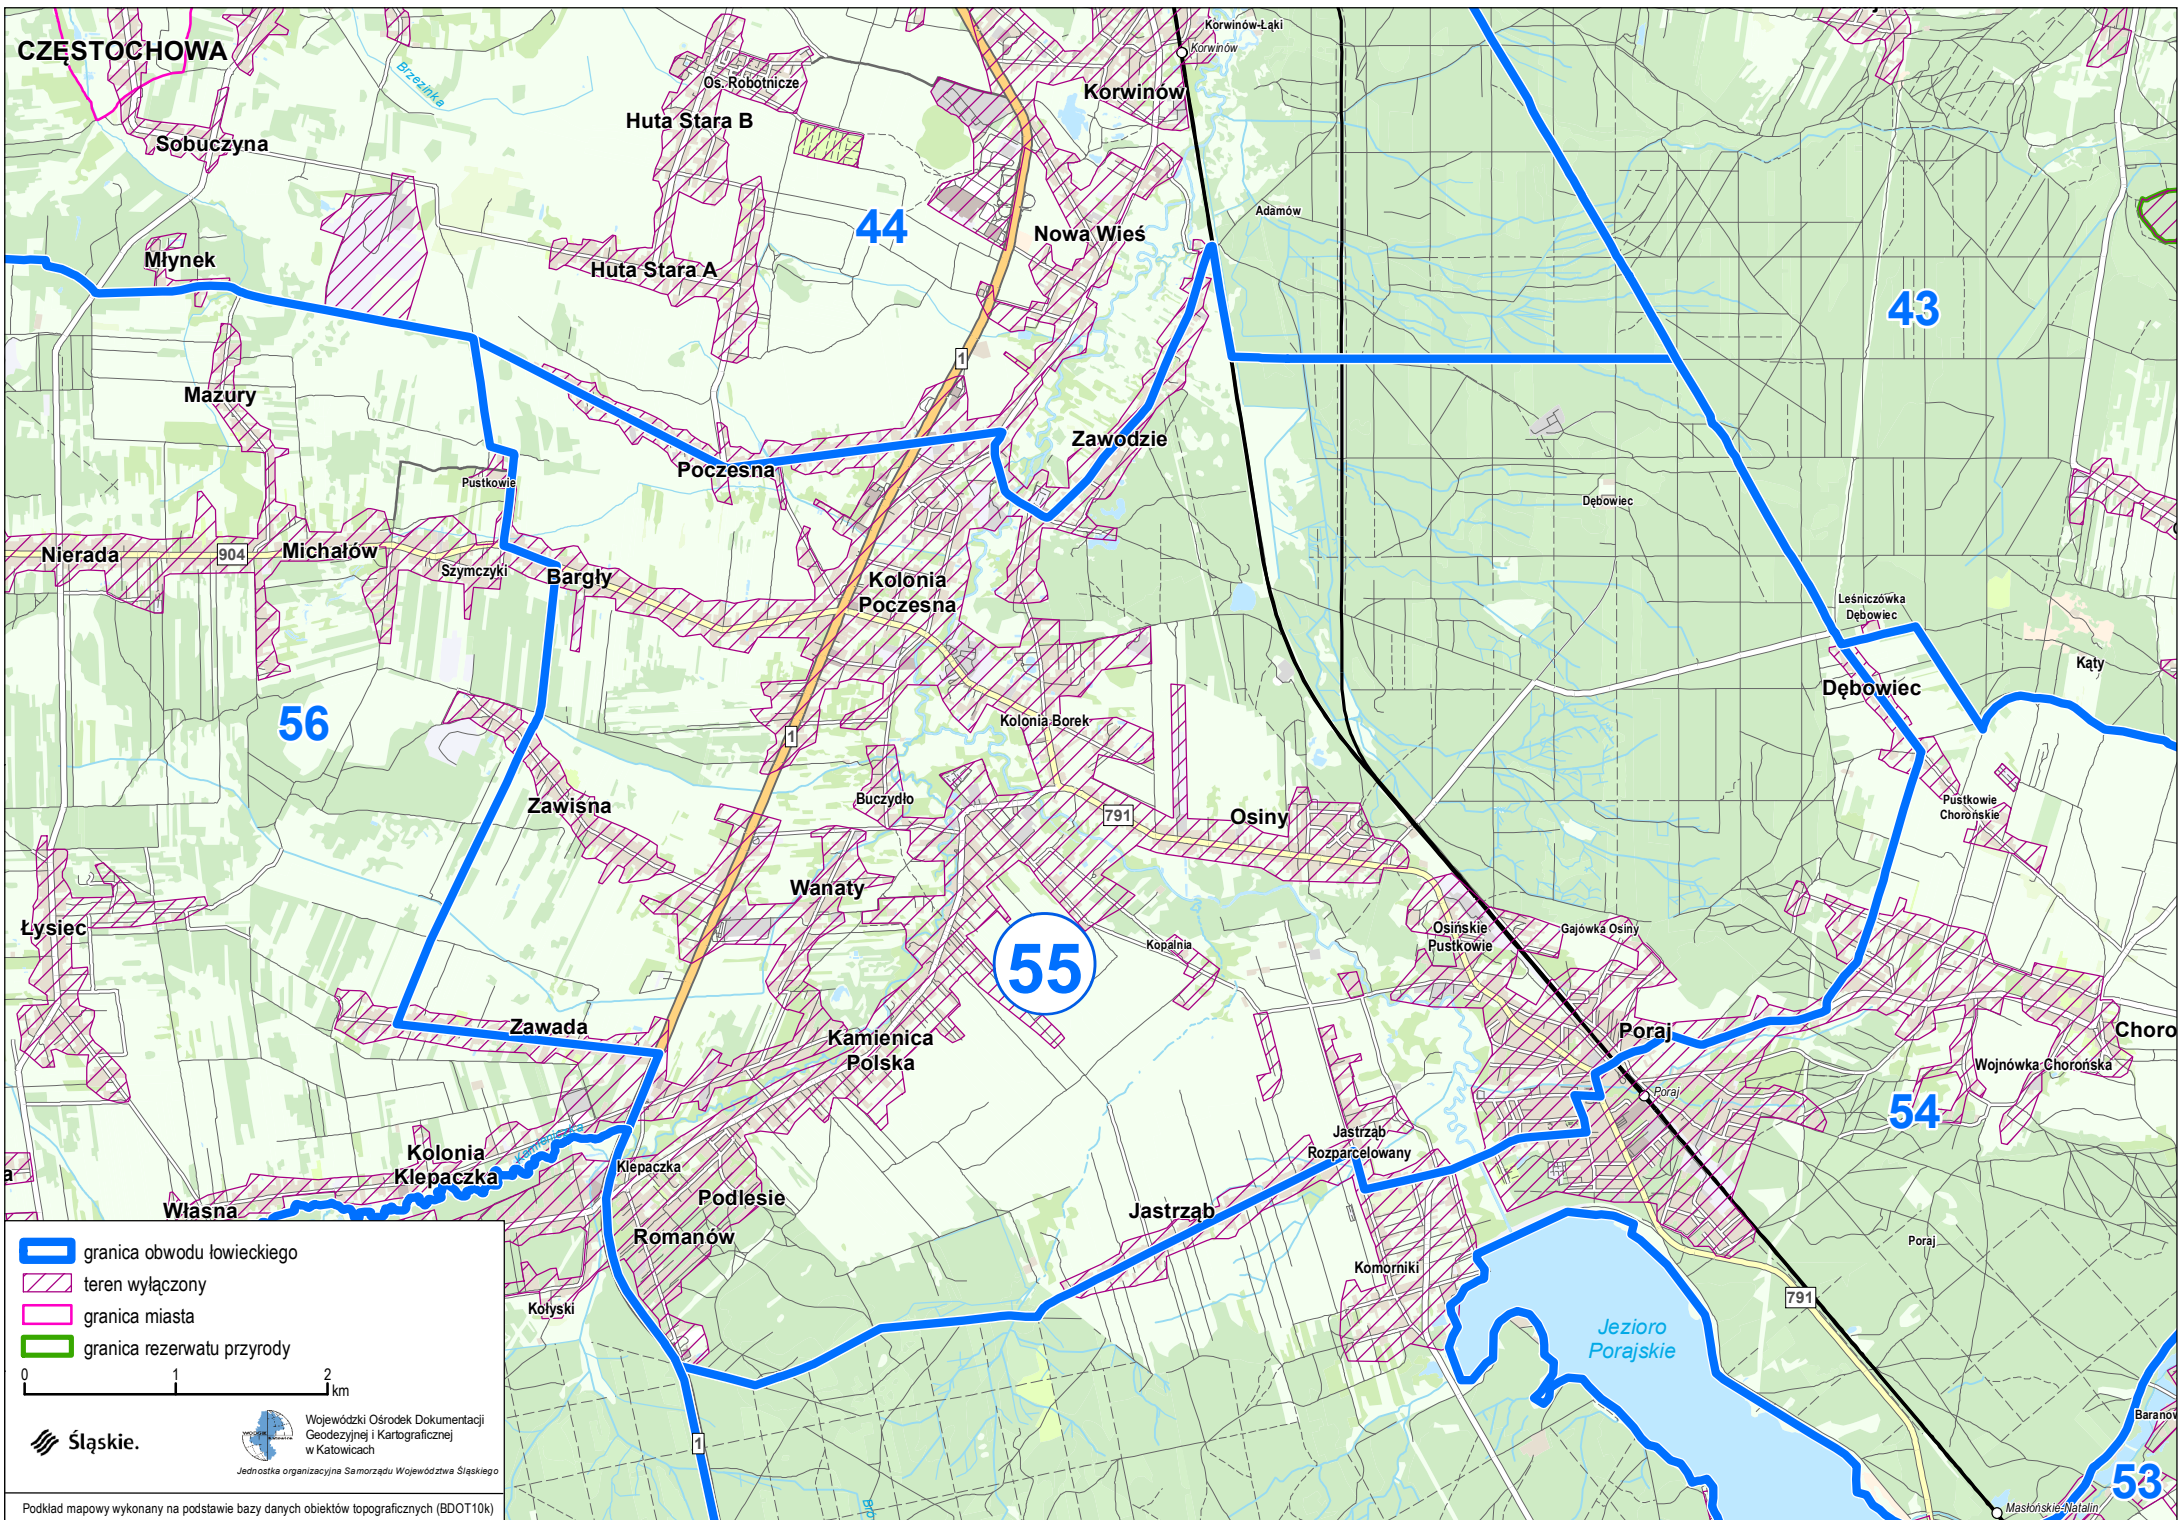 CZĘSTOCHOWA
Brzezinka
Sobuczyna
Os. Robotnicze
Huta Stara B
Korwinów-Łąki
Korwinów
Korwinów
Adamów
44
Nowa Wieś
Młynek
Huta Stara A
43
1
Mazury
Pustkowie
Poczesna
Zawodzie
Dębowiec
Nierada
904
Michałów
Szymczyki
Bargły
Kolonia
Poczesna
Leśniczówka
Dębowiec
Kąty
Dębowiec
56
1
Kolonia Borek
Zawisna
Buczydło
791
Osiny
Pustkowie
Chorońskie
Wanaty
Łysiec
55
Kopalnia
Osińskie
Pustkowie
Gajówka Osiny
Zawada
Kamienica
Polska
Poraj
Choro
Wojnówka Chorońska
Poraj
54
Kolonia
Klepaczka
Klepaczka
Jastrząb
Rozparcelowany
Własna
Podlesie
Romanów
Jastrząb
Komorniki
Poraj
Kołyski
791
Jezioro
Porajskie
1
Baranów
53
Masłońskie-Natalin
granica obwodu łowieckiego
teren wyłączony
granica miasta
granica rezerwatu przyrody
0 1 2
km
Śląskie.
Wojewódzki Ośrodek Dokumentacji
Geodezyjnej i Kartograficznej
w Katowicach
Jednostka organizacyjna Samorządu Województwa Śląskiego
Podkład mapowy wykonany na podstawie bazy danych obiektów topograficznych (BDOT10k)